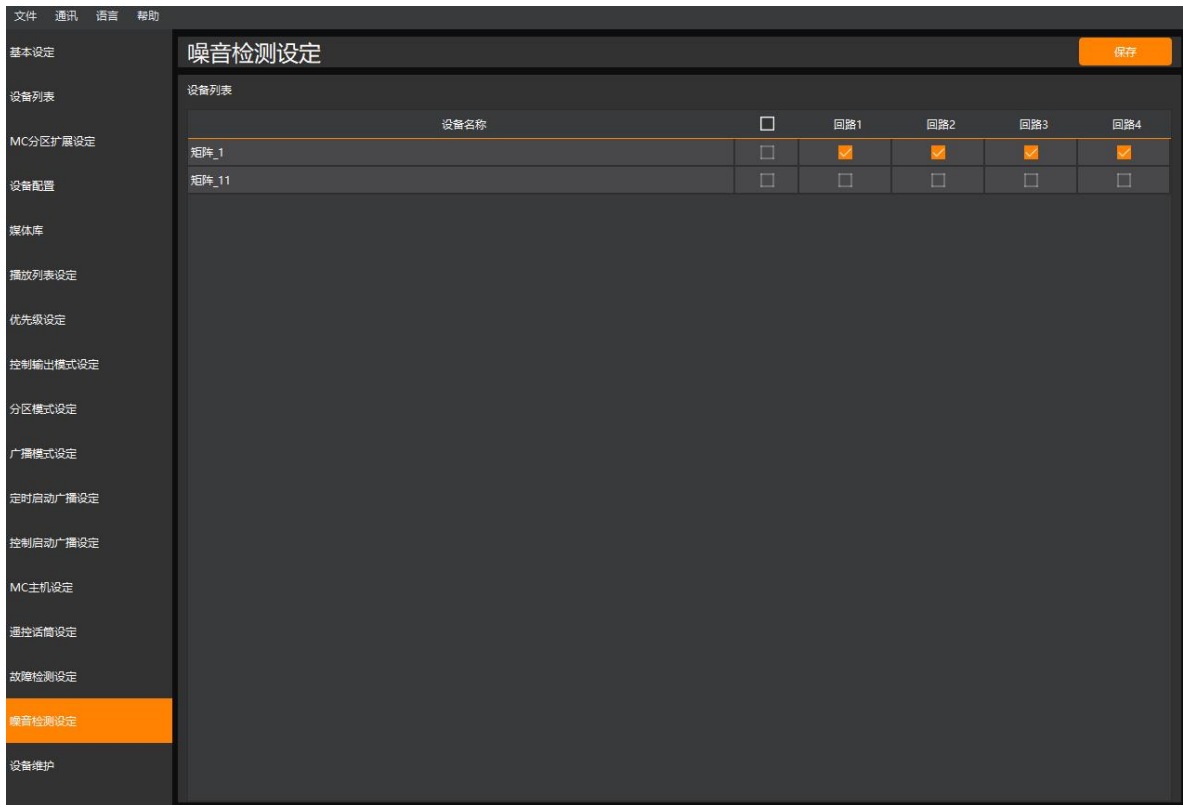 文件 通讯 语言 帮助
基本设定
设备列表
MC分区扩展设定
设备配置
媒体库
播放列表设定
优先级设定
控制输出模式设定
分区模式设定
广播模式设定
定时启动广播设定
控制启动广播设定
MC主机设定
遥控话筒设定
故障检测设定
噪音检测设定
设备维护
噪音检测设定 保存
设备列表
设备名称 回路1 回路2 回路3 回路4
矩阵_1
矩阵_11